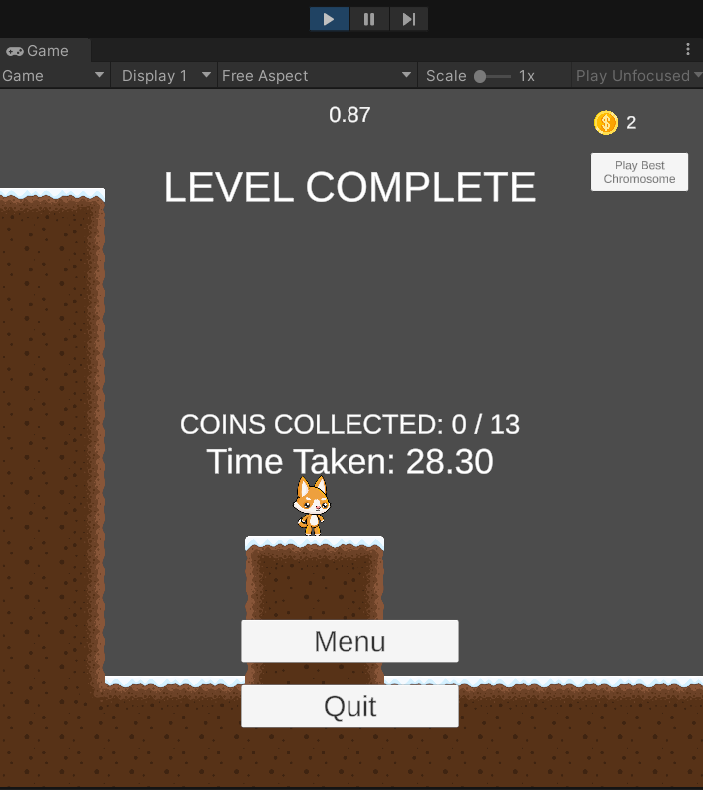 Game
Game Display 1 Free Aspect Scale 1x Play Unfocused
0.87
2
Play Best
Chromosome
LEVEL COMPLETE
COINS COLLECTED: 0 / 13
Time Taken: 28.30
Menu
Quit